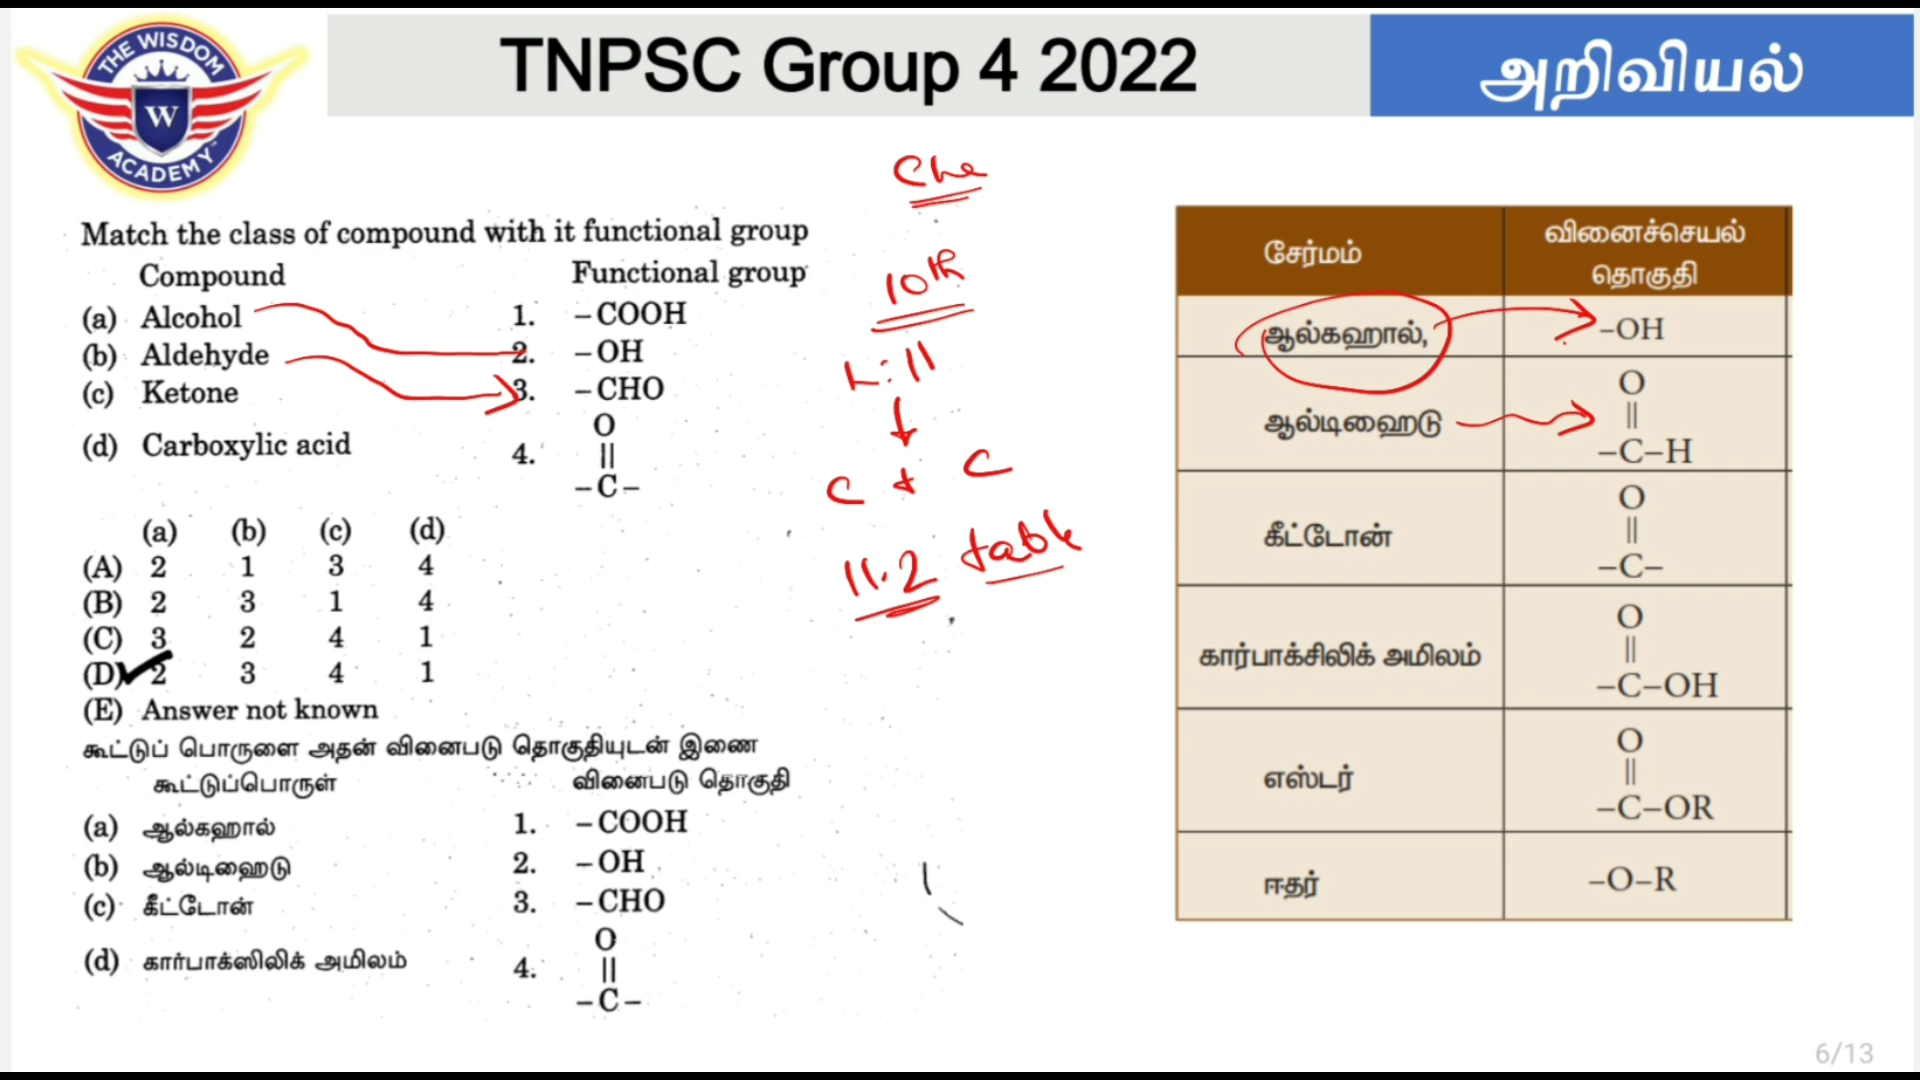 THE WISDOM
W
ACADEMY
TNPSC Group 4 2022
அறிவியல்
Che
10th
L:11
C + C
11.2 table
Match the class of compound with it functional group
Compound Functional group
(a) Alcohol 1. –COOH
(b) Aldehyde 2. –OH
(c) Ketone 3. –CHO
O
||
(d) Carboxylic acid 4. –C–
(a) (b) (c) (d)
(A) 2 1 3 4
(B) 2 3 1 4
(C) 3 2 4 1
(D) 2 3 4 1
(E) Answer not known
கூட்டுப் பொருளை அதன் வினைபடு தொகுதியுடன் இணை
கூட்டுப்பொருள் வினைபடு தொகுதி
(a) ஆல்கஹால் 1. –COOH
(b) ஆல்டிஹைடு 2. –OH
(c) கீட்டோன் 3. –CHO
O
||
(d) கார்பாக்ஸிலிக் அமிலம் 4. –C–
சேர்மம் வினைச்செயல்
தொகுதி
ஆல்கஹால், –OH
O
||
ஆல்டிஹைடு –C–H
O
||
கீட்டோன் –C–
O
||
கார்பாக்சிலிக் அமிலம் –C–OH
O
||
எஸ்டர் –C–OR
ஈதர் –O–R
6/13